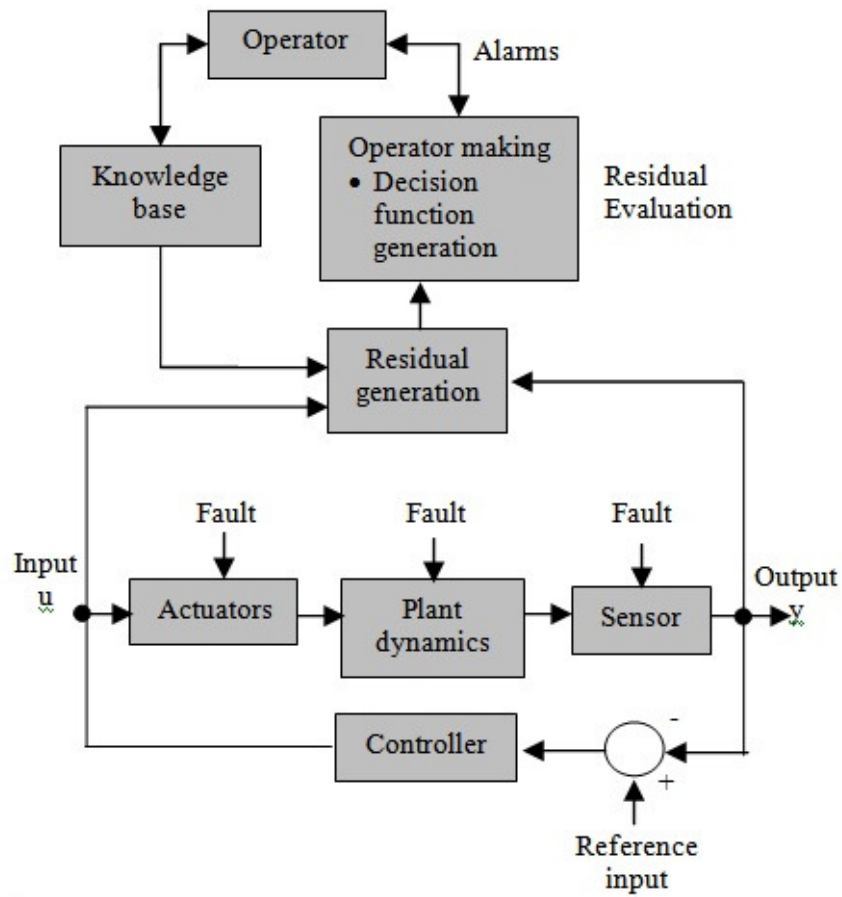 Operator
Alarms
Knowledge
base
Operator making
• Decision
function
generation
Residual
Evaluation
Residual
generation
Fault
Fault
Fault
Input
u
Actuators
Plant
dynamics
Sensor
Output
y
Controller
-
+
Reference
input